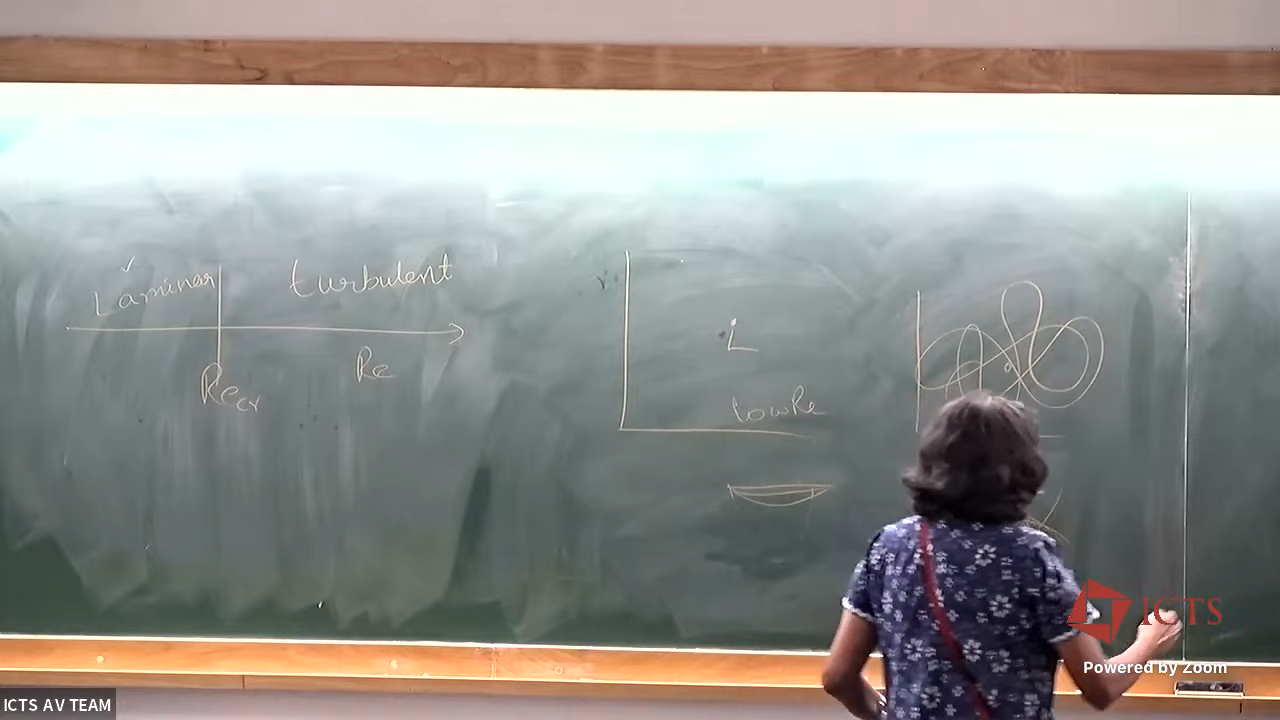 Laminar turbulent
Re
Recr
L
low Re
ICTS
Powered by Zoom
ICTS AV TEAM